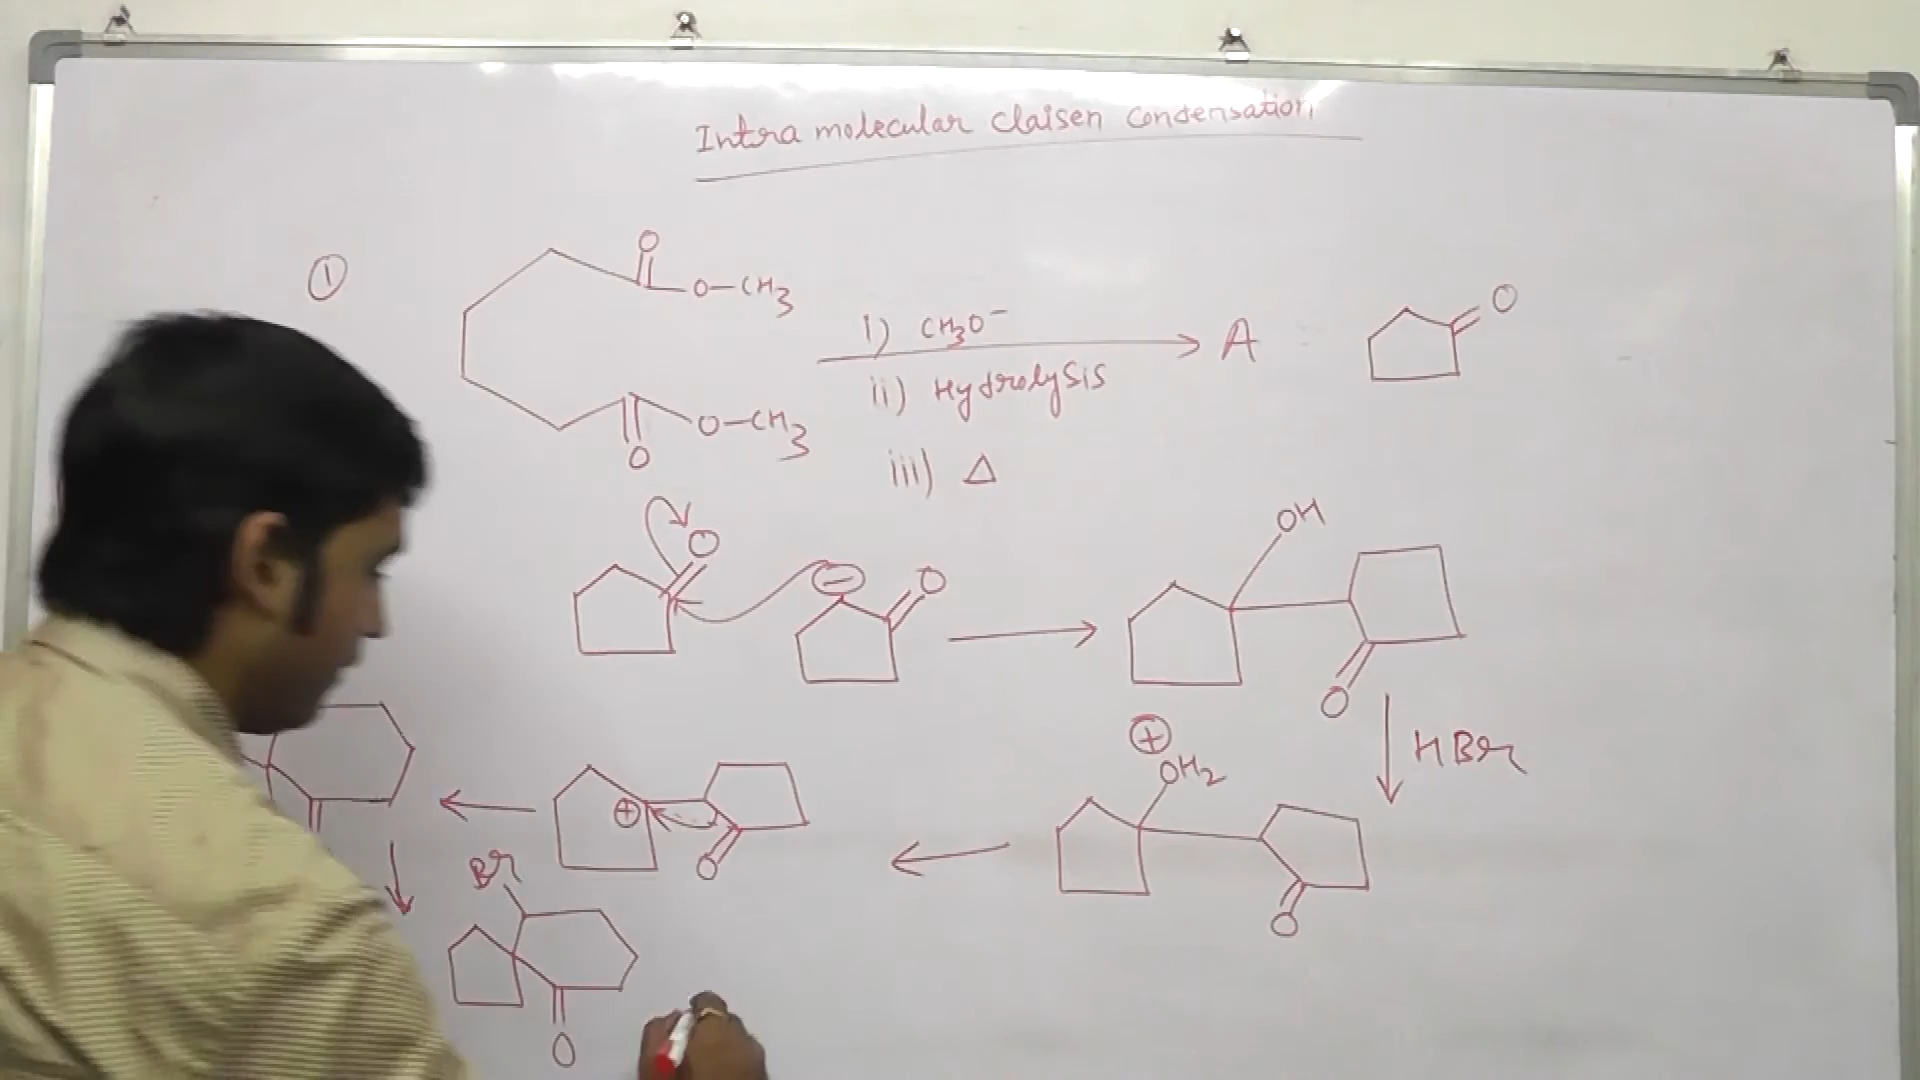 Intra molecular claisen condensation
①
O
O-CH3
i) CH3O⁻
A
O
ii) Hydrolysis
O-CH3
O
iii) Δ
OH
O
⊖
O
O
⊕
OH2
HBr
⊕
O
Br
O
O